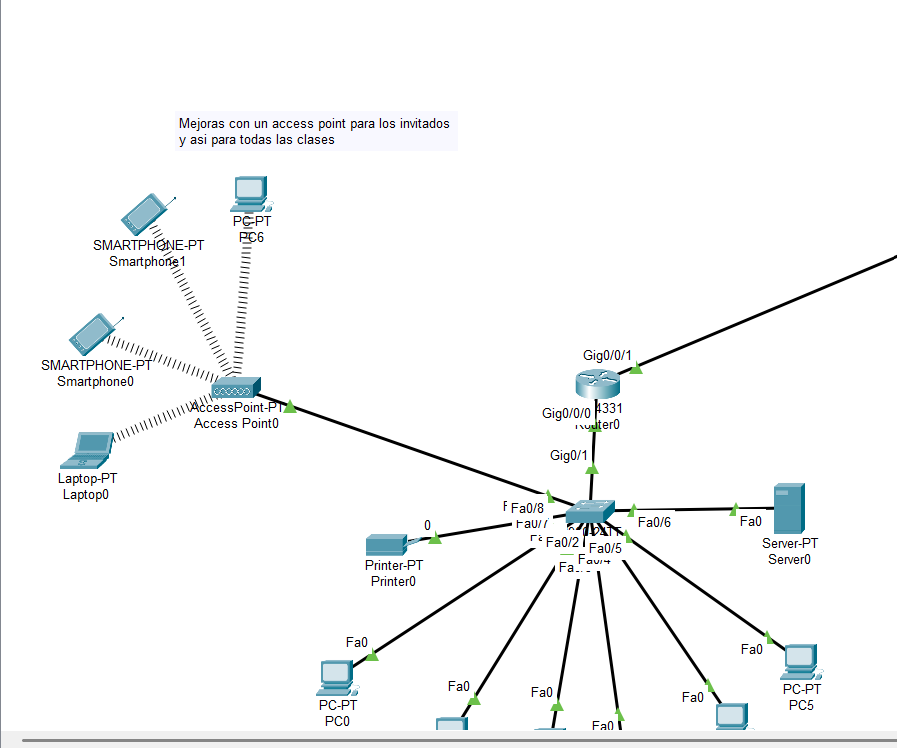 Mejoras con un access point para los invitados
y asi para todas las clases
PC-PT
PC6
SMARTPHONE-PT
Smartphone1
SMARTPHONE-PT
Smartphone0
AccessPoint-PT
Access Point0
Laptop-PT
Laptop0
Gig0/0/1
4331
Router0
Gig0/0/0
Gig0/1
Fa0/8
Fa0/7
Fa0/2
Fa0/5
Fa0/4
Fa0/6
Fa0
Server-PT
Server0
0
Printer-PT
Printer0
Fa0
PC-PT
PC0
Fa0
Fa0
Fa0
Fa0
Fa0
PC-PT
PC5